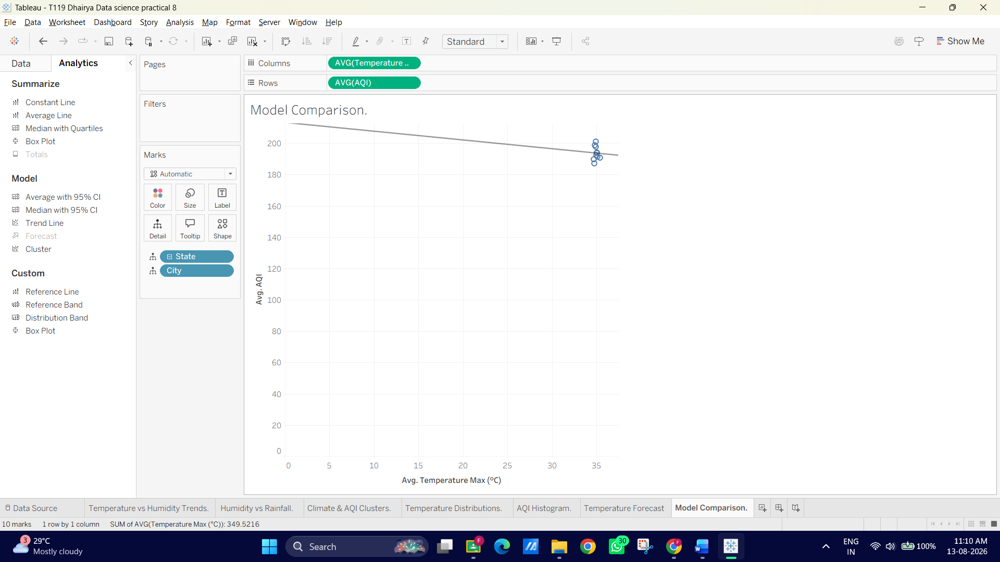 Tableau - T119 Dhairya Data science practical 8
File Data Worksheet Dashboard Story Analysis Map Format Server Window Help
Standard
Show Me
Data Analytics
Summarize
Constant Line
Average Line
Median with Quartiles
Box Plot
Totals
Model
Average with 95% CI
Median with 95% CI
Trend Line
Forecast
Cluster
Custom
Reference Line
Reference Band
Distribution Band
Box Plot
Pages
Filters
Marks
Automatic
Color Size Label
Detail Tooltip Shape
State
City
Columns AVG(Temperature ..
Rows AVG(AQI)
Model Comparison.
200
180
160
140
120
100
80
60
40
20
0
Avg. AQI
0 5 10 15 20 25 30 35
Avg. Temperature Max (°C)
Data Source Temperature vs Humidity Trends. Humidity vs Rainfall. Climate & AQI Clusters. Temperature Distributions. AQI Histogram. Temperature Forecast Model Comparison.
10 marks 1 row by 1 column SUM of AVG(Temperature Max (°C)): 349.5216
3
29°C
Mostly cloudy
Search
F
30
F
W
ENG
IN
100%
11:10 AM
13-08-2026